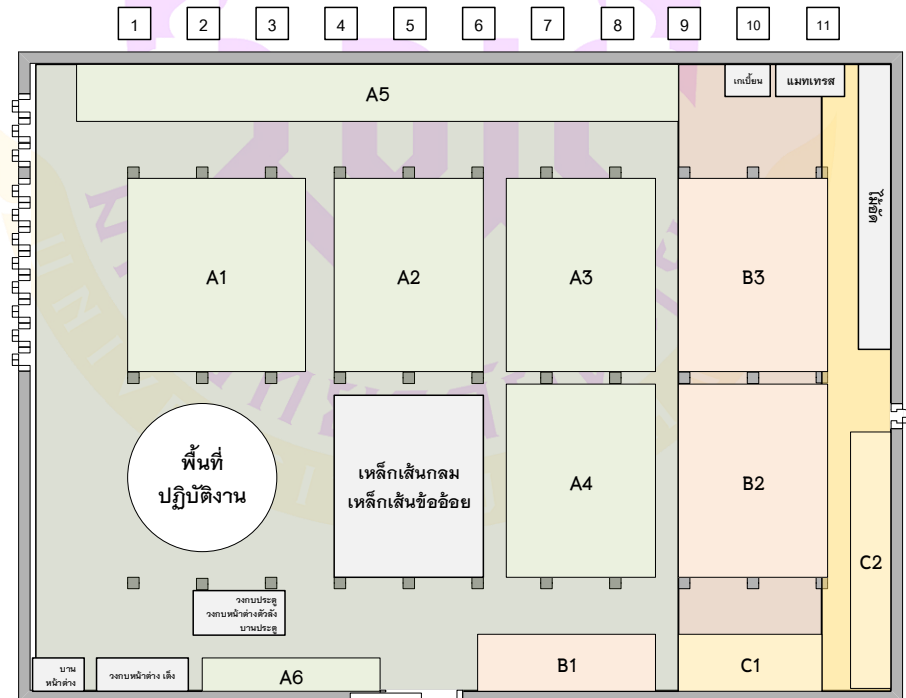 1 2 3 4 5 6 7 8 9 10 11
เกเบี้ยน
แมทเทรส
A5
ไม้อัด
A1 A2 A3 B3
พื้นที่
ปฏิบัติงาน
เหล็กเส้นกลม
เหล็กเส้นข้ออ้อย
A4 B2
C2
วงกบประตู
วงกบหน้าต่างตัวลัง
บานประตู
บาน
หน้าต่าง
วงกบหน้าต่าง เด็ง
A6
B1
C1